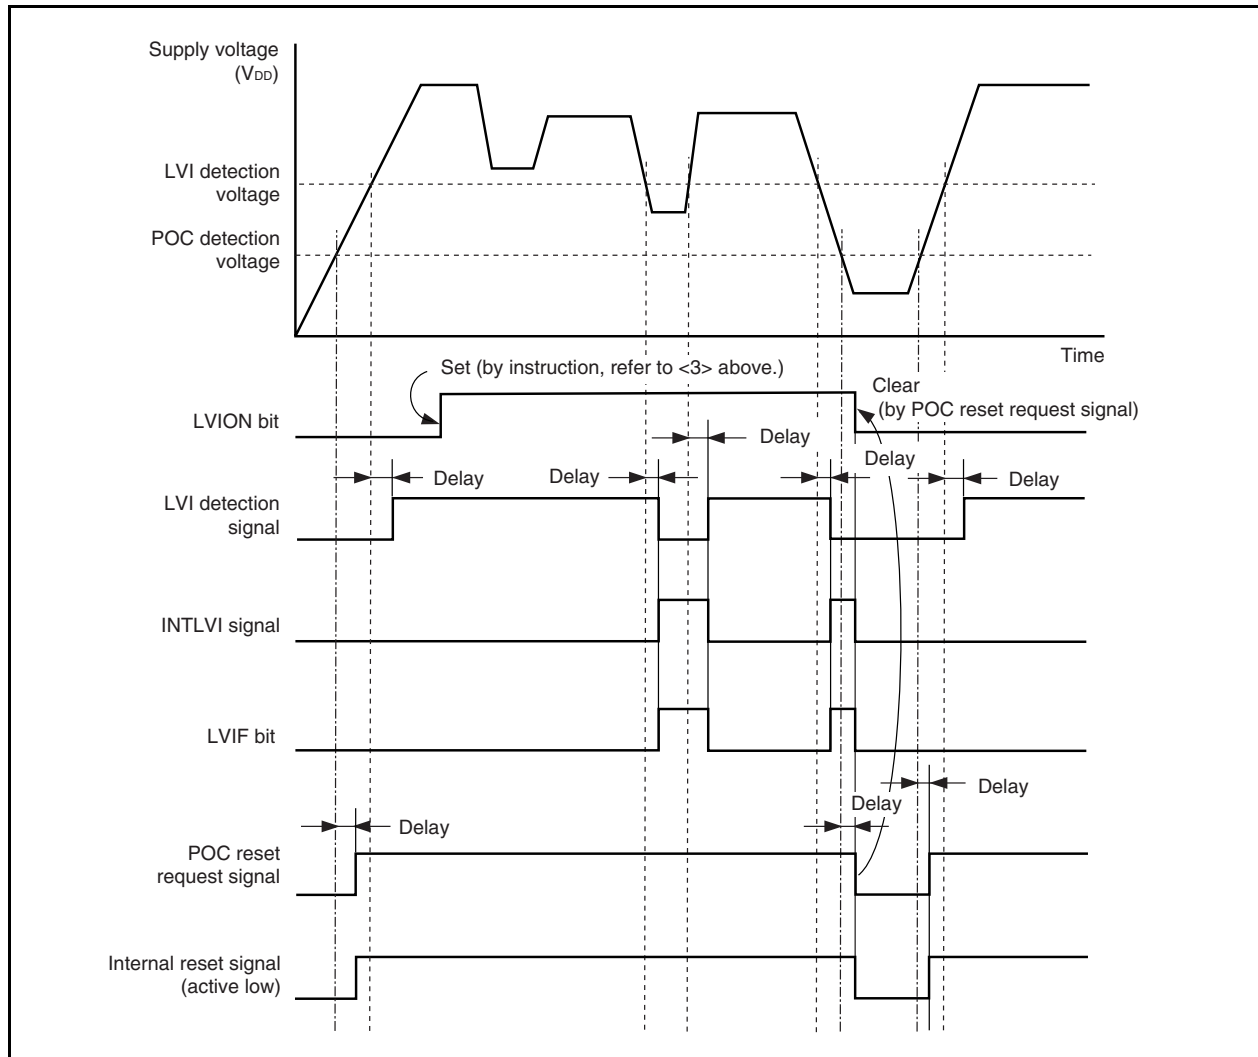 Supply voltage
(VDD)
LVI detection
voltage
POC detection
voltage
Time
Set (by instruction, refer to <3> above.)
Clear
(by POC reset request signal)
LVION bit
Delay
Delay
Delay
Delay
Delay
LVI detection
signal
INTLVI signal
LVIF bit
Delay
Delay
Delay
POC reset
request signal
Internal reset signal
(active low)